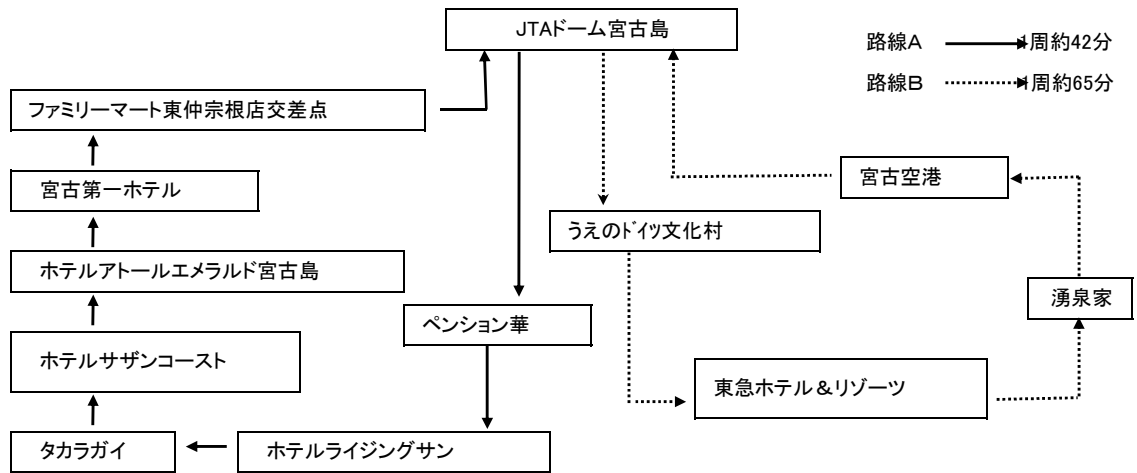 JTAドーム宮古島
路線A 1周約42分
路線B 1周約65分
ファミリーマート東仲宗根店交差点
宮古空港
宮古第一ホテル
うえのドイツ文化村
ホテルアトールエメラルド宮古島
湧泉家
ペンション華
ホテルサザンコースト
東急ホテル&リゾーツ
タカラガイ
ホテルライジングサン